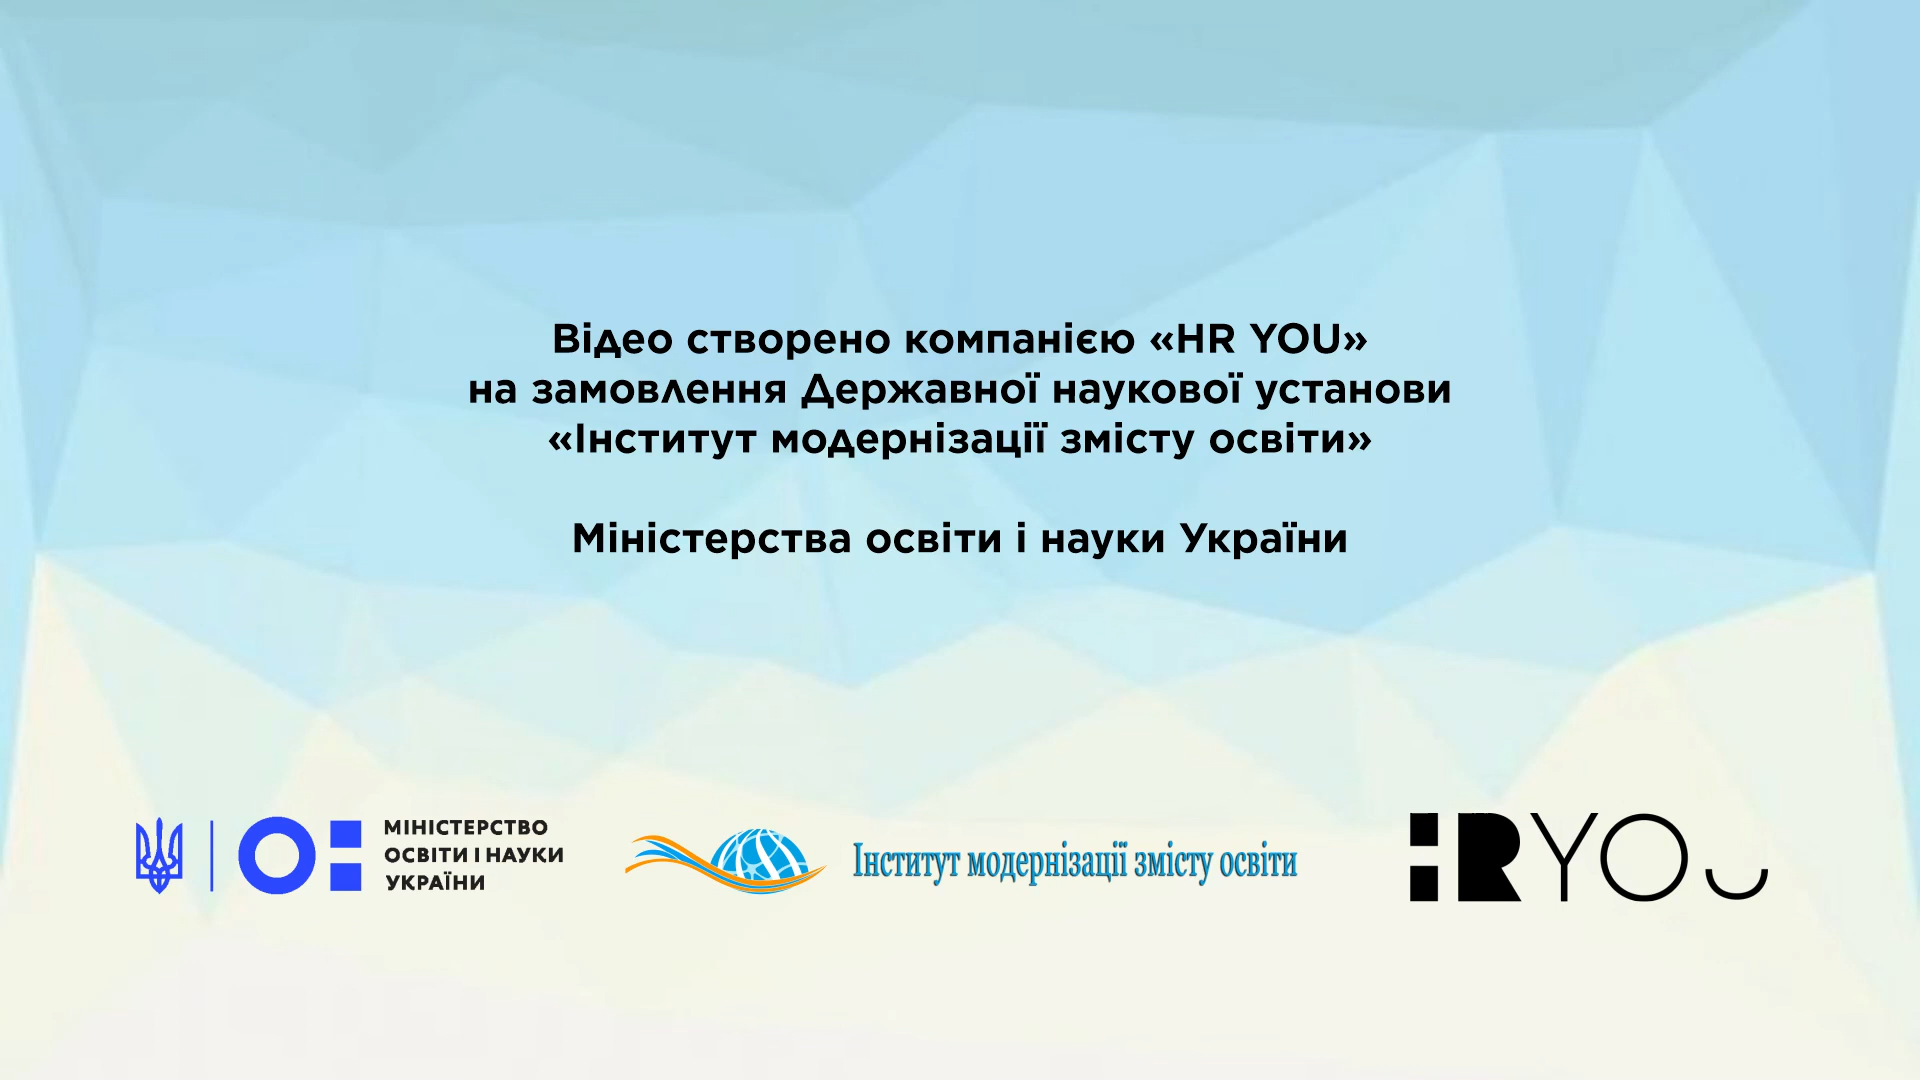 Відео створено компанією «HR YOU»
на замовлення Державної наукової установи
«Інститут модернізації змісту освіти»
Міністерства освіти і науки України
МІНІСТЕРСТВО
ОСВІТИ І НАУКИ
УКРАЇНИ
Інститут модернізації змісту освіти
HRYOU